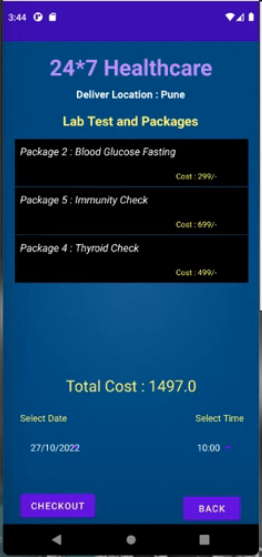 3:44
24*7 Healthcare
Deliver Location : Pune
Lab Test and Packages
Package 2 : Blood Glucose Fasting
Cost : 299/-
Package 5 : Immunity Check
Cost : 699/-
Package 4 : Thyroid Check
Cost : 499/-
Total Cost : 1497.0
Select Date Select Time
27/10/2022 10:00
CHECKOUT BACK